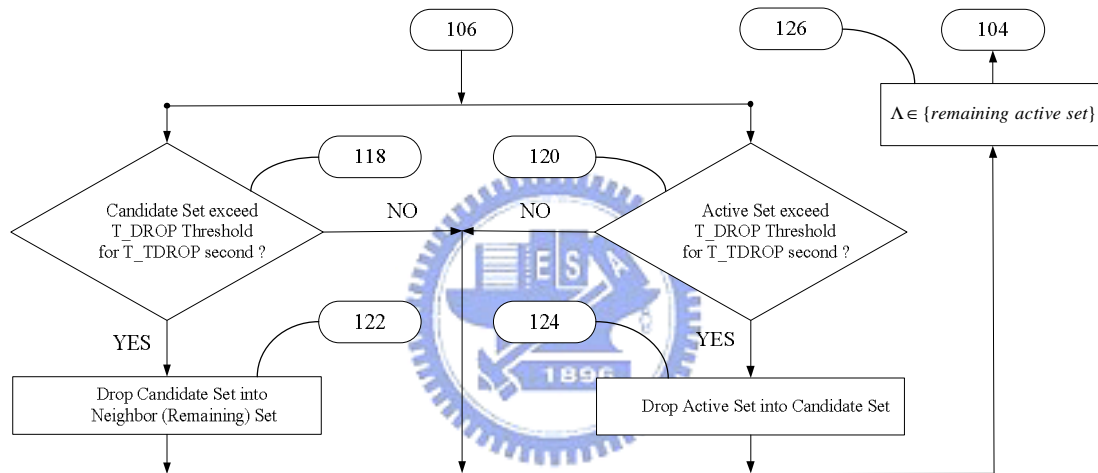 106
126
104
Λ ∈ {remaining active set}
118
120
Candidate Set exceed
T_DROP Threshold
for T_TDROP second ?
NO
NO
Active Set exceed
T_DROP Threshold
for T_TDROP second ?
E S A
YES
122
124
YES
1896
Drop Candidate Set into
Neighbor (Remaining) Set
Drop Active Set into Candidate Set